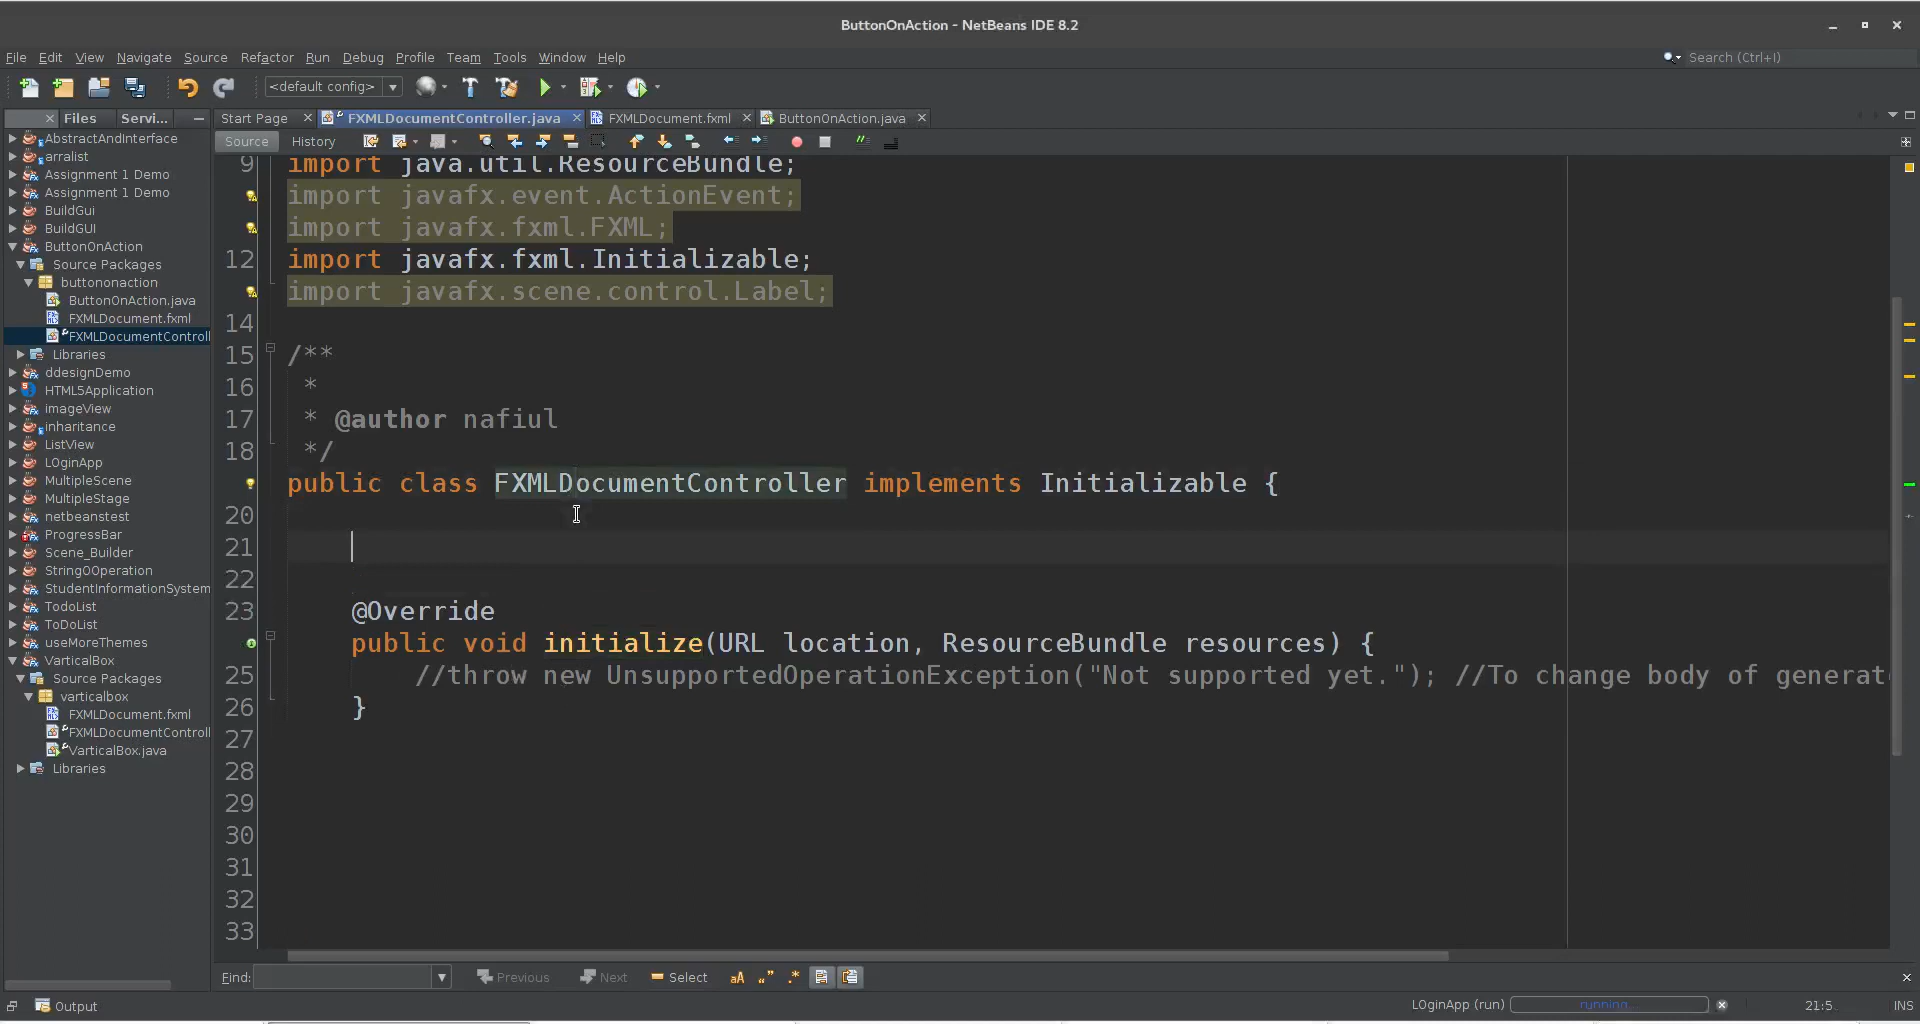 ButtonOnAction - NetBeans IDE 8.2
File Edit View Navigate Source Refactor Run Debug Profile Team Tools Window Help
Search (Ctrl+I)
<default config>
Files Servi...
Start Page FXMLDocumentController.java FXMLDocument.fxml ButtonOnAction.java
Source History
AbstractAndInterface
arralist
Assignment 1 Demo
Assignment 1 Demo
BuildGui
BuildGUI
ButtonOnAction
Source Packages
buttononaction
ButtonOnAction.java
FXMLDocument.fxml
FXMLDocumentControll
Libraries
ddesignDemo
HTML5Application
imageView
inharitance
ListView
LOginApp
MultipleScene
MultipleStage
netbeanstest
ProgressBar
Scene_Builder
StringOOperation
StudentInformationSystem
TodoList
ToDoList
useMoreThemes
VarticalBox
Source Packages
varticalbox
FXMLDocument.fxml
FXMLDocumentControll
VarticalBox.java
Libraries
9 import java.util.ResourceBundle;
import javafx.event.ActionEvent;
import javafx.fxml.FXML;
12 import javafx.fxml.Initializable;
import javafx.scene.control.Label;
14
15 /**
16 *
17 * @author nafiul
18 */
public class FXMLDocumentController implements Initializable {
20
21
22
23 @Override
public void initialize(URL location, ResourceBundle resources) {
25 //throw new UnsupportedOperationException("Not supported yet."); //To change body of generat
26 }
27
28
29
30
31
32
33
Find: Previous Next Select
Output
LOginApp (run) running... 21:5 INS